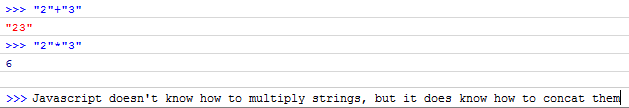 >>> "2"+"3"
"23"
>>> "2"*"3"
6
>>> Javascript doesn't know how to multiply strings, but it does know how to concat them